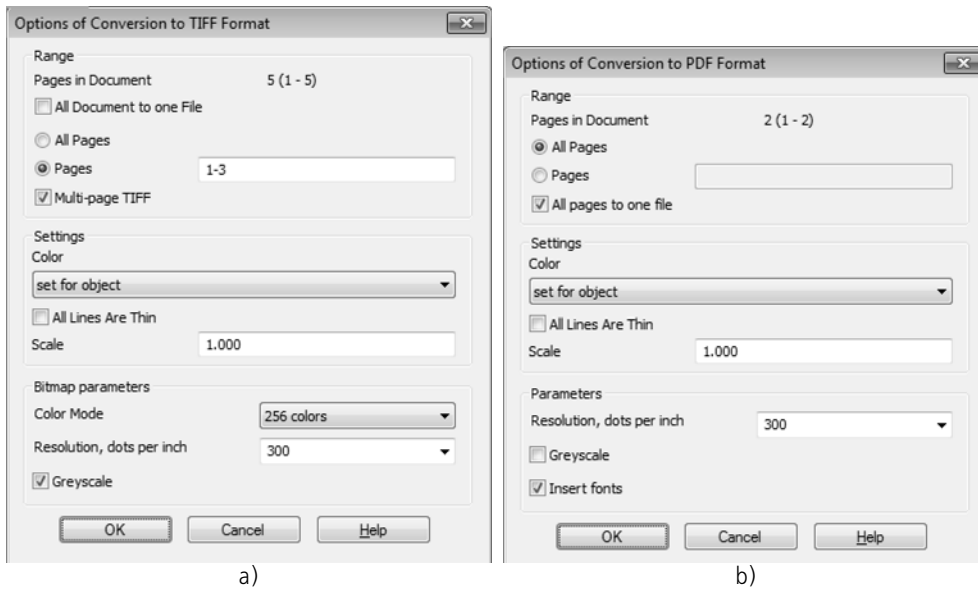 Options of Conversion to TIFF Format
Range
Pages in Document 5 (1 - 5)
All Document to one File
All Pages
Pages 1-3
Multi-page TIFF
Settings
Color
set for object
All Lines Are Thin
Scale 1.000
Bitmap parameters
Color Mode 256 colors
Resolution, dots per inch 300
Greyscale
OK Cancel Help
a)
Options of Conversion to PDF Format
Range
Pages in Document 2 (1 - 2)
All Pages
Pages
All pages to one file
Settings
Color
set for object
All Lines Are Thin
Scale 1.000
Parameters
Resolution, dots per inch 300
Greyscale
Insert fonts
OK Cancel Help
b)